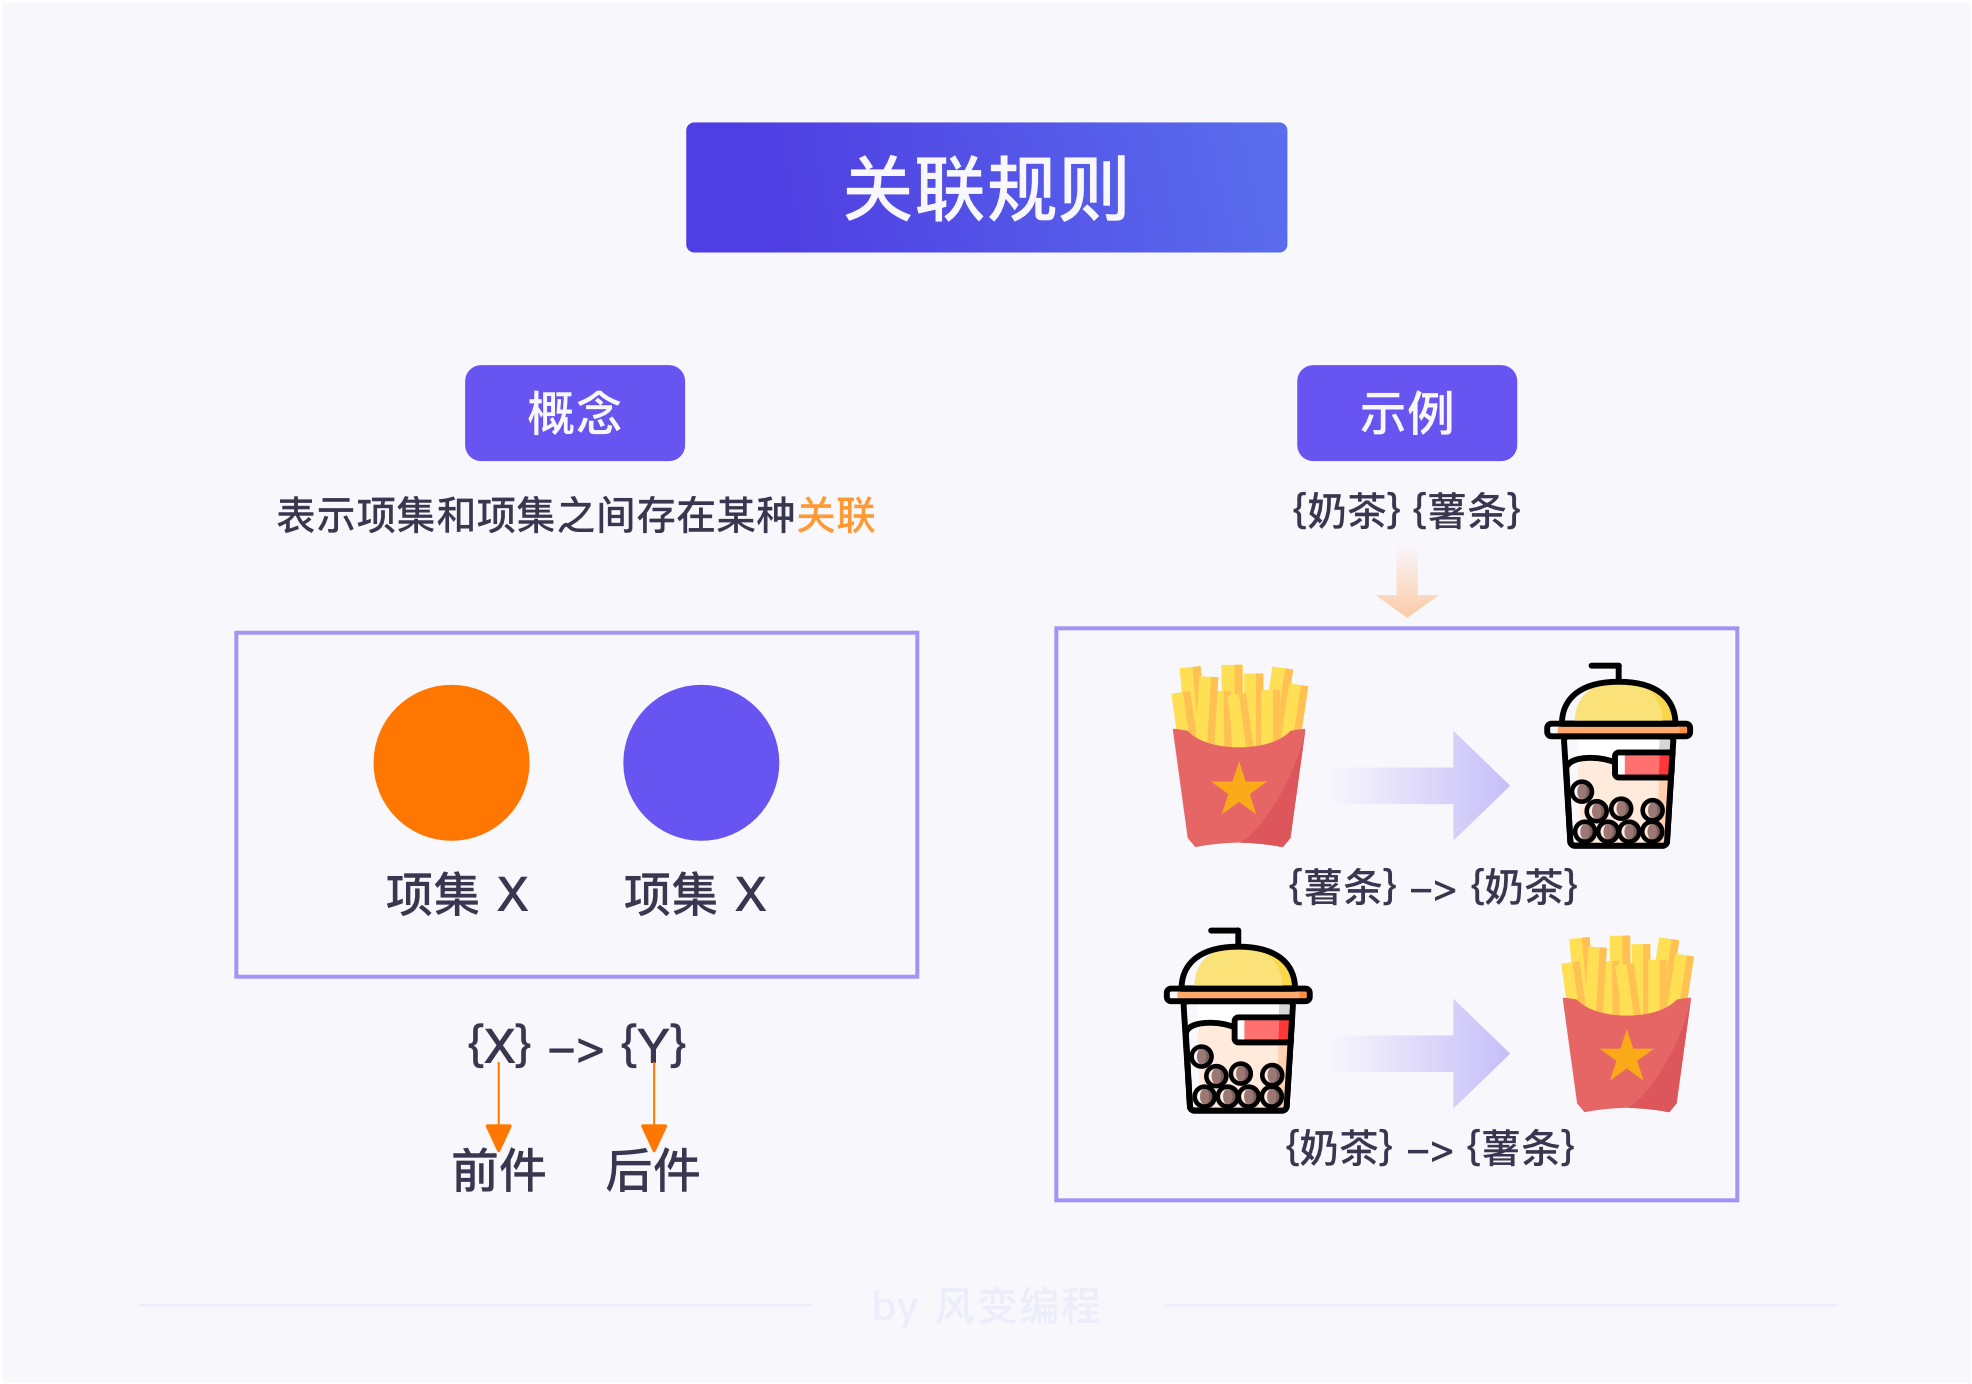 关联规则
概念
表示项集和项集之间存在某种关联
项集 X 项集 X
{X} –> {Y}
前件 后件
示例
{奶茶} {薯条}
{薯条} –> {奶茶}
{奶茶} –> {薯条}
by 风变编程